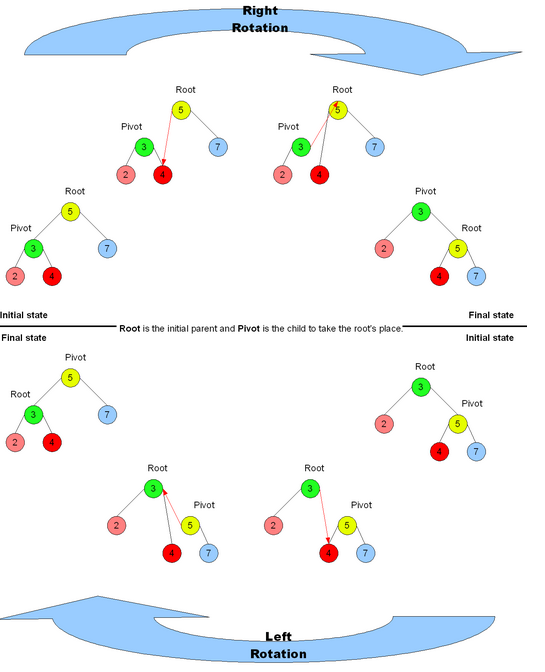 Right
Rotation
Root
Root
5
5
Pivot
Pivot
3
7
3
7
2
4
2
4
Root
Pivot
5
3
Pivot
Root
3
7
2
5
2
4
4
7
Initial state
Final state
Root is the initial parent and Pivot is the child to take the root's place.
Final state
Initial state
Pivot
Root
5
3
Root
Pivot
3
7
2
5
2
4
4
7
Root
Root
3
3
Pivot
Pivot
2
5
2
5
4
7
4
7
Left
Rotation